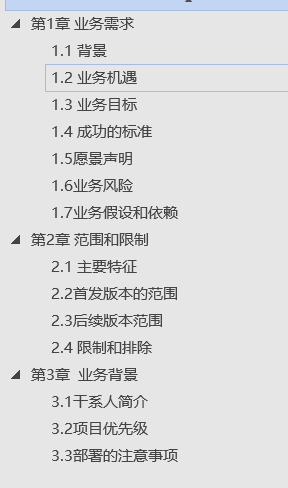 第1章 业务需求
1.1 背景
1.2 业务机遇
1.3 业务目标
1.4 成功的标准
1.5愿景声明
1.6业务风险
1.7业务假设和依赖
第2章 范围和限制
2.1 主要特征
2.2首发版本的范围
2.3后续版本范围
2.4 限制和排除
第3章  业务背景
3.1干系人简介
3.2项目优先级
3.3部署的注意事项